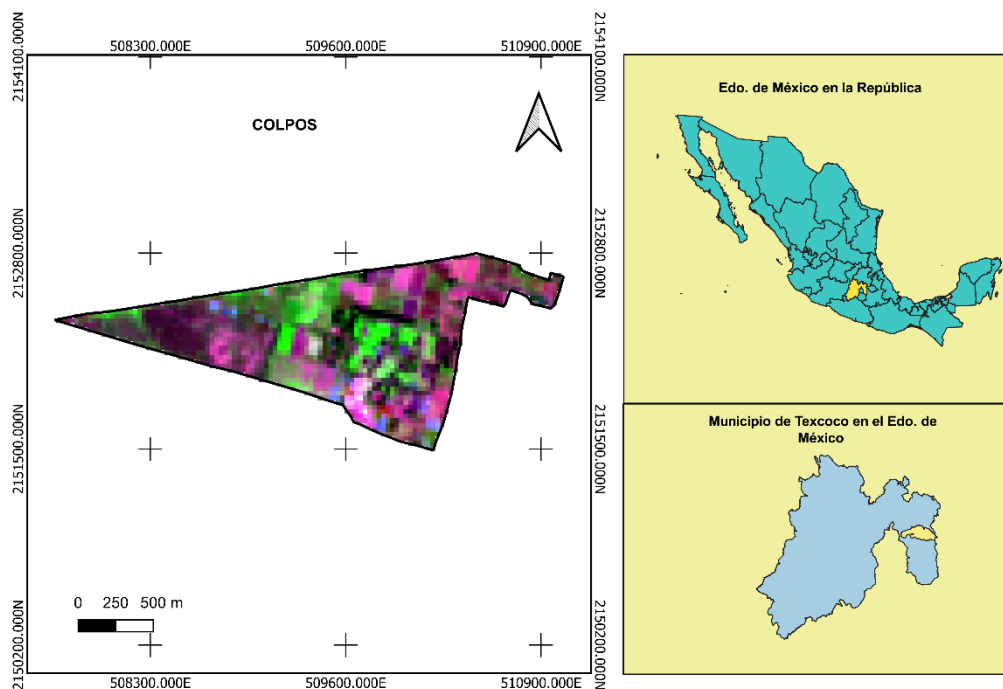 508300.000E 509600.000E 510900.000E
2154100.000N 2154100.000N
COLPOS
2152800.000N 2152800.000N
2151500.000N 2151500.000N
0 250 500 m
2150200.000N 2150200.000N
508300.000E 509600.000E 510900.000E
Edo. de México en la República
Municipio de Texcoco en el Edo. de
México